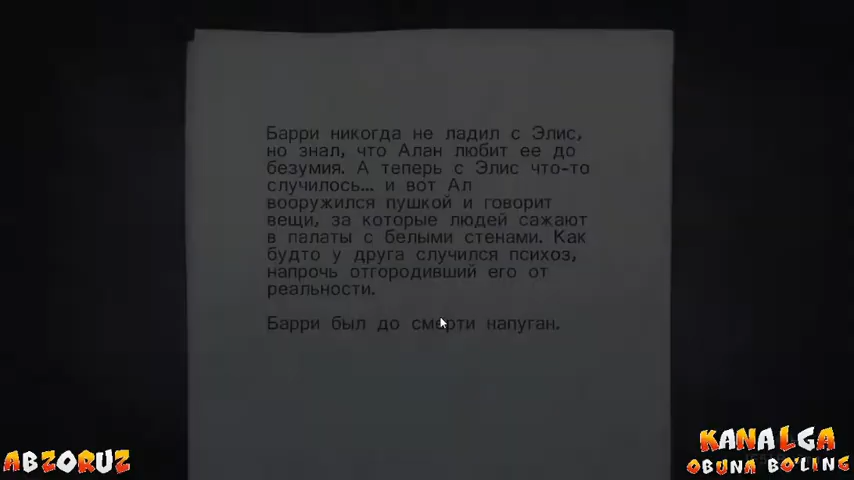 Барри никогда не ладил с Элис,
но знал, что Алан любит ее до
безумия. А теперь с Элис что-то
случилось... и вот Ал
вооружился пушкой и говорит
вещи, за которые людей сажают
в палаты с белыми стенами. Как
будто у друга случился психоз,
напрочь отгородивший его от
реальности.
Барри был до смерти напуган.
ABZORUZ
KANALGA
OBUNA BO'LING